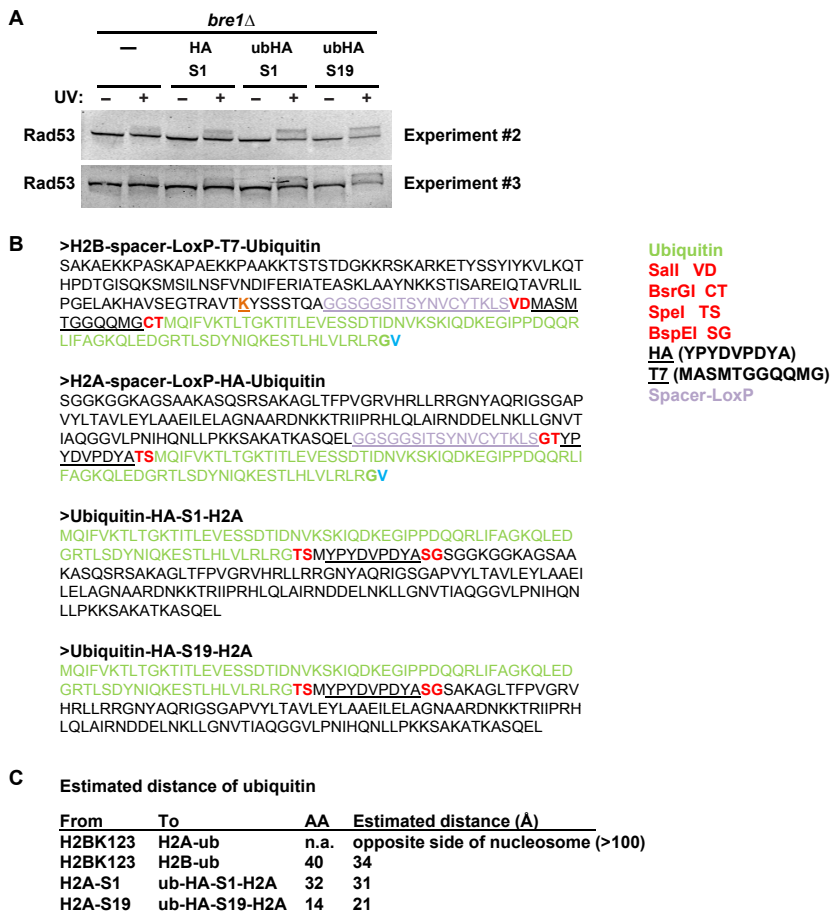 A
bre1Δ
— HA ubHA ubHA
S1 S1 S19
UV: – + – + – + – +
Rad53 Experiment #2
Rad53 Experiment #3
B
>H2B-spacer-LoxP-T7-Ubiquitin
SAKAEKKPASKAPAEKKPAAKKTSTSTDGKKRSKARKETYSSYIYKVLKQT
HPDTGISQKSMSILNSFVNDIFERIATEASKLAAYNKKSTISAREIQTAVRLIL
PGELAKHAVSEGTRAVTKYSSSTQAGGSGGSITSYNVCYTKLSVDMASM
TGGQQMGCTMQIFVKTLTGKTITLEVESSDTIDNVKSKIQDKEGIPPDQQR
LIFAGKQLEDGRTLSDYNIQKESTLHLVLRLRGV
>H2A-spacer-LoxP-HA-Ubiquitin
SGGKGGKAGSAAKASQSRSAKAGLTFPVGRVHRLLRRGNYAQRIGSGAP
VYLTAVLEYLAAEILELAGNAARDNKKTRIIPRHLQLAIRNDDELNKLLGNVT
IAQGGVLPNIHQNLLPKKSAKATKASQELGGSGGSITSYNVCYTKLSGTYP
YDVPDYATSMQIFVKTLTGKTITLEVESSDTIDNVKSKIQDKEGIPPDQQRLI
FAGKQLEDGRTLSDYNIQKESTLHLVLRLRGV
>Ubiquitin-HA-S1-H2A
MQIFVKTLTGKTITLEVESSDTIDNVKSKIQDKEGIPPDQQRLIFAGKQLED
GRTLSDYNIQKESTLHLVLRLRGTSMYPYDVPDYASGSGGKGGKAGSAA
KASQSRSAKAGLTFPVGRVHRLLRRGNYAQRIGSGAPVYLTAVLEYLAAEI
LELAGNAARDNKKTRIIPRHLQLAIRNDDELNKLLGNVTIAQGGVLPNIHQN
LLPKKSAKATKASQEL
>Ubiquitin-HA-S19-H2A
MQIFVKTLTGKTITLEVESSDTIDNVKSKIQDKEGIPPDQQRLIFAGKQLED
GRTLSDYNIQKESTLHLVLRLRGTSMYPYDVPDYASGSAKAGLTFPVGRV
HRLLRRGNYAQRIGSGAPVYLTAVLEYLAAEILELAGNAARDNKKTRIIPRH
LQLAIRNDDELNKLLGNVTIAQGGVLPNIHQNLLPKKSAKATKASQEL
Ubiquitin
SalI VD
BsrGI CT
SpeI TS
BspEI SG
HA (YPYDVPDYA)
T7 (MASMTGGQQMG)
Spacer-LoxP
C
Estimated distance of ubiquitin
From To AA Estimated distance (Å)
H2BK123 H2A-ub n.a. opposite side of nucleosome (>100)
H2BK123 H2B-ub 40 34
H2A-S1 ub-HA-S1-H2A 32 31
H2A-S19 ub-HA-S19-H2A 14 21